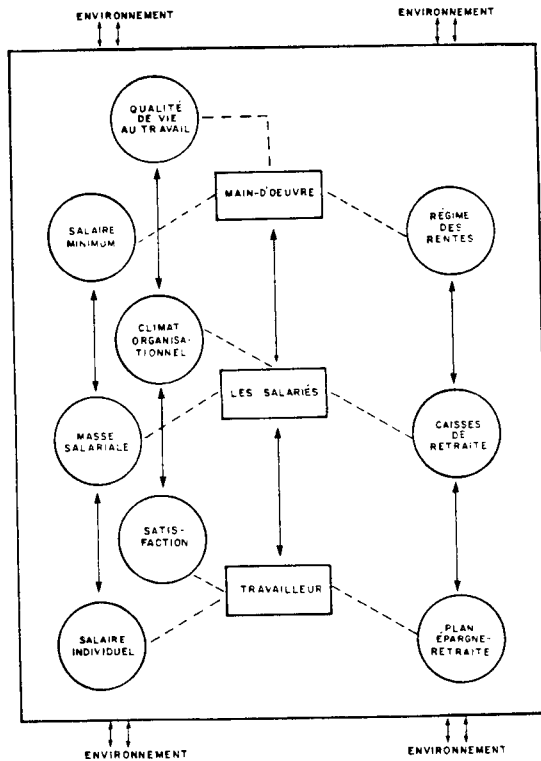 ENVIRONNEMENT
ENVIRONNEMENT
QUALITÉ
DE VIE
AU TRAVAIL
MAIN-D'OEUVRE
SALAIRE
MINIMUM
RÉGIME
DES
RENTES
CLIMAT
ORGANISA-
TIONNEL
LES SALARIÉS
MASSE
SALARIALE
CAISSES
DE
RETRAITE
SATIS-
FACTION
TRAVAILLEUR
SALAIRE
INDIVIDUEL
PLAN
ÉPARGNE-
RETRAITE
ENVIRONNEMENT
ENVIRONNEMENT